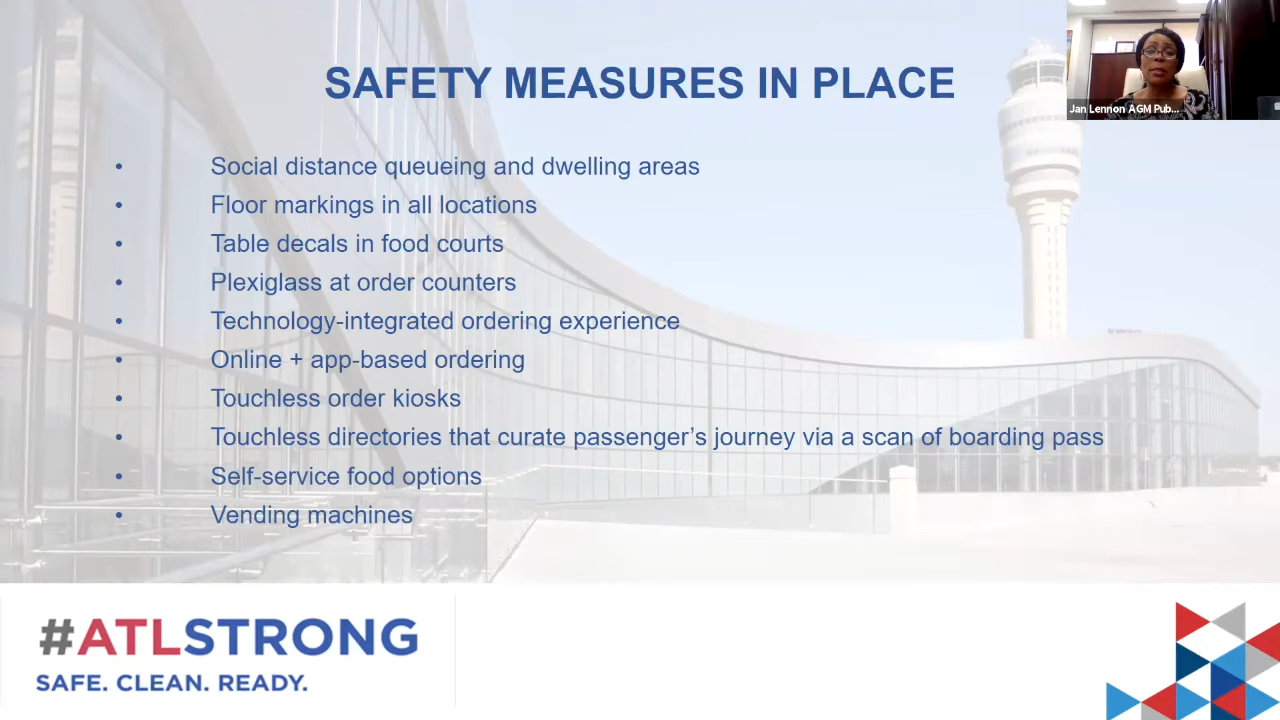 SAFETY MEASURES IN PLACE
Jan Lennon AGM Pub...
• Social distance queueing and dwelling areas
• Floor markings in all locations
• Table decals in food courts
• Plexiglass at order counters
• Technology-integrated ordering experience
• Online + app-based ordering
• Touchless order kiosks
• Touchless directories that curate passenger’s journey via a scan of boarding pass
• Self-service food options
• Vending machines
#ATLSTRONG
SAFE. CLEAN. READY.